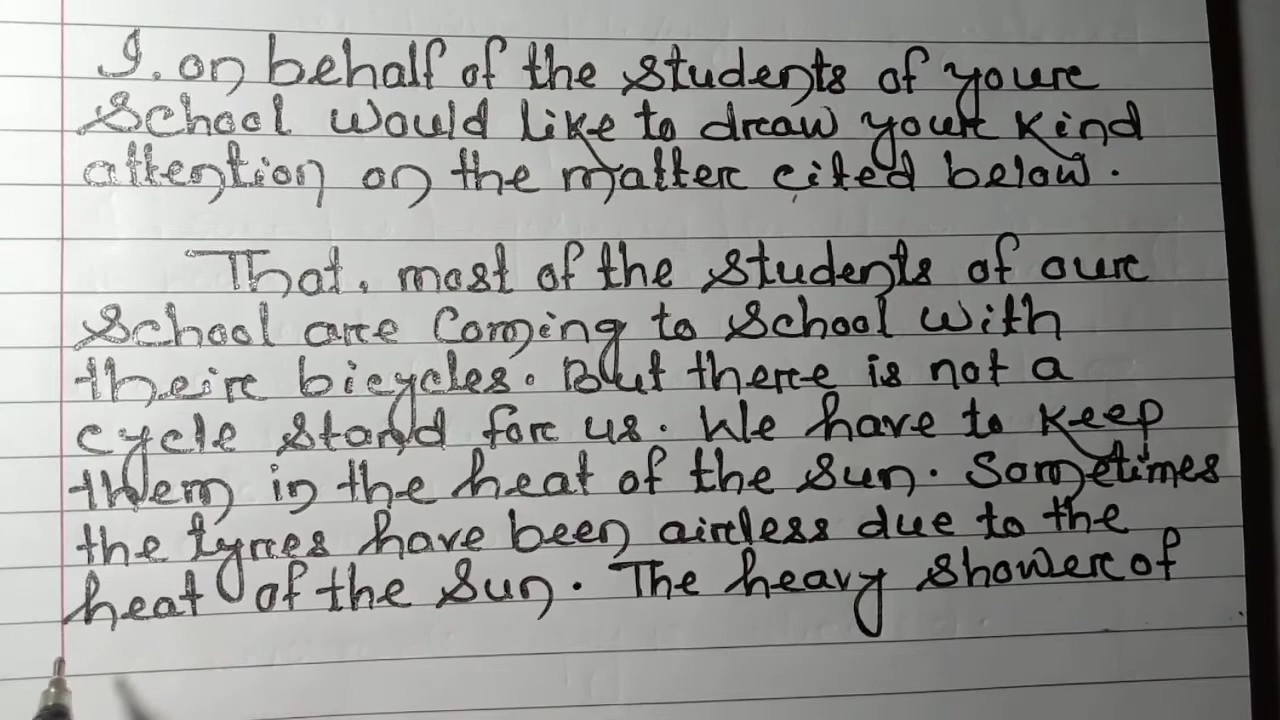 I. on behalf of the students of your
School would like to draw your kind
attention on the matter cited below.
That, most of the students of our
School are Coming to School with
their bicycles. But there is not a
cycle stand for us. We have to keep
them in the heat of the sun. Sometimes
the tyres have been airless due to the
heat of the sun. The heavy shower of